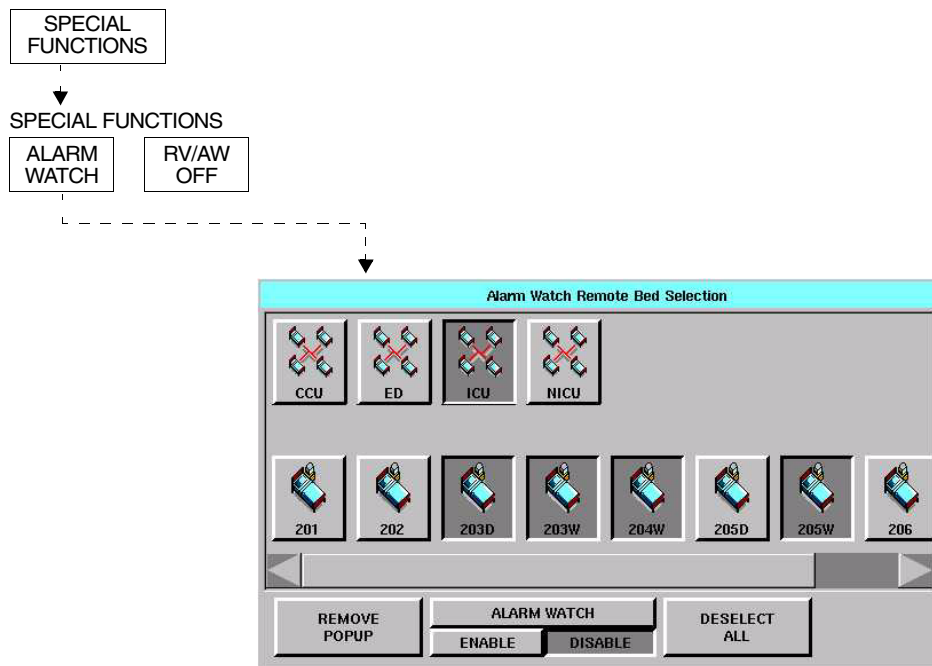 SPECIAL
FUNCTIONS
SPECIAL FUNCTIONS
ALARM
WATCH
RV/AW
OFF
Alarm Watch Remote Bed Selection
CCU
ED
ICU
NICU
201
202
203D
203W
204W
205D
205W
206
REMOVE
POPUP
ALARM WATCH
ENABLE
DISABLE
DESELECT
ALL